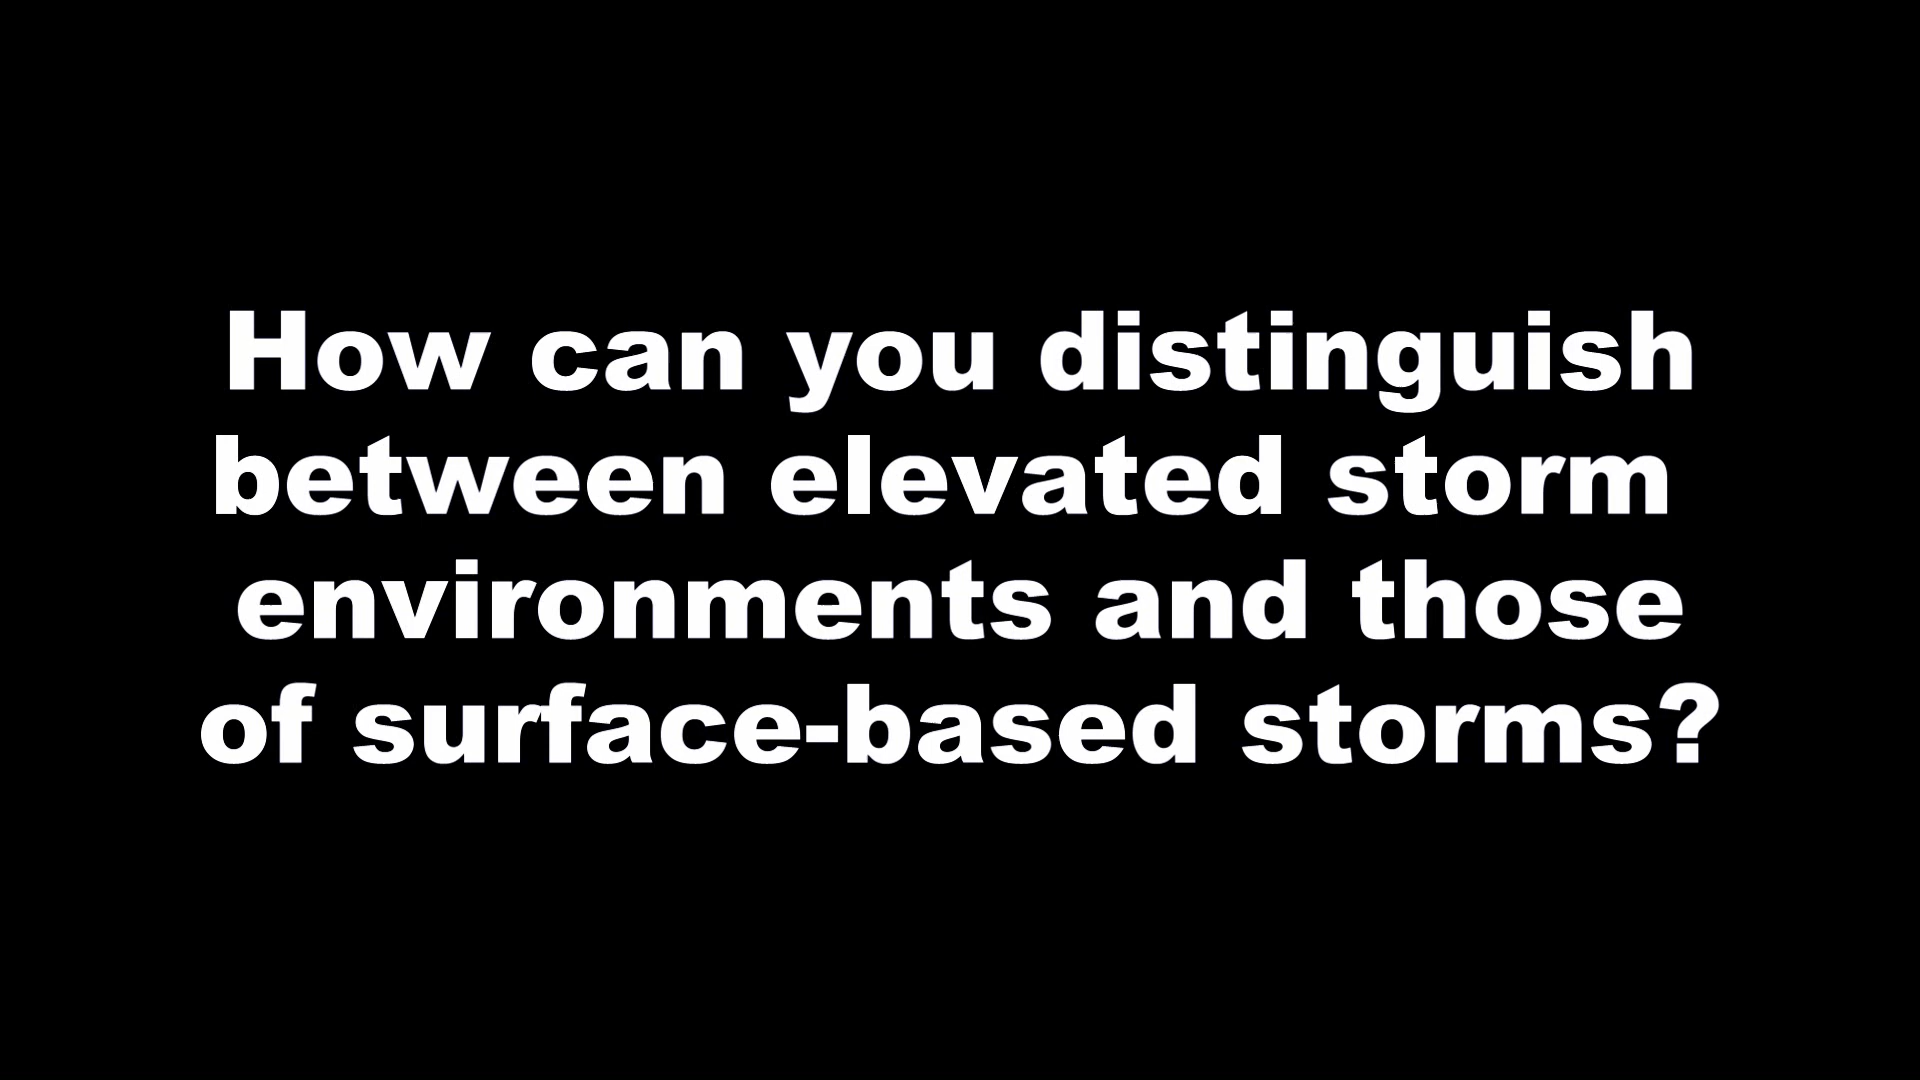 How can you distinguish
between elevated storm
environments and those
of surface-based storms?